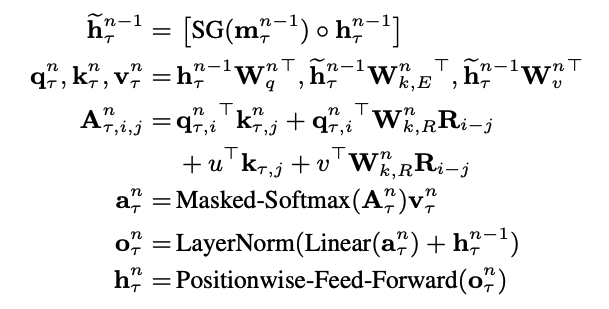 h̃_τ^{n-1} = [SG(m_τ^{n-1}) ∘ h_τ^{n-1}]
q_τ^n, k_τ^n, v_τ^n = h_τ^{n-1} W_q^{n⊤}, h̃_τ^{n-1} W_{k,E}^n{}^⊤, h̃_τ^{n-1} W_v^{n⊤}
A_{τ,i,j}^n = q_{τ,i}^n{}^⊤ k_{τ,j}^n + q_{τ,i}^n{}^⊤ W_{k,R}^n R_{i-j}
+ u^⊤ k_{τ,j} + v^⊤ W_{k,R}^n R_{i-j}
a_τ^n = Masked-Softmax(A_τ^n) v_τ^n
o_τ^n = LayerNorm(Linear(a_τ^n) + h_τ^{n-1})
h_τ^n = Positionwise-Feed-Forward(o_τ^n)